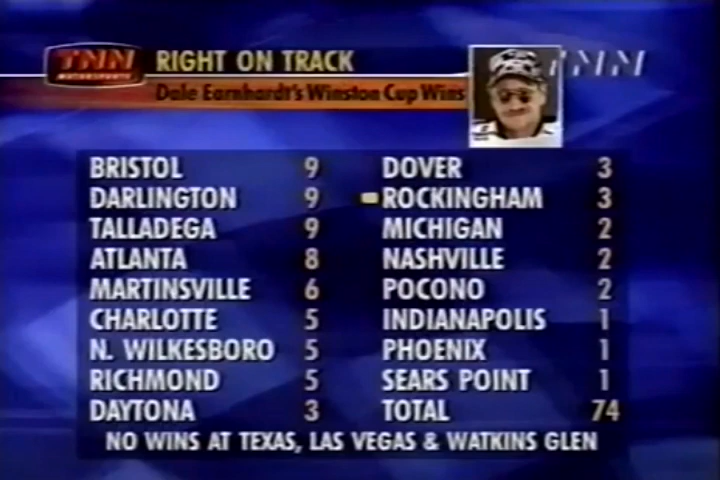 TNN
MOTORSPORTS
RIGHT ON TRACK
TNN
Dale Earnhardt's Winston Cup Wins
BRISTOL 9 DOVER 3
DARLINGTON 9 ROCKINGHAM 3
TALLADEGA 9 MICHIGAN 2
ATLANTA 8 NASHVILLE 2
MARTINSVILLE 6 POCONO 2
CHARLOTTE 5 INDIANAPOLIS 1
N. WILKESBORO 5 PHOENIX 1
RICHMOND 5 SEARS POINT 1
DAYTONA 3 TOTAL 74
NO WINS AT TEXAS, LAS VEGAS & WATKINS GLEN